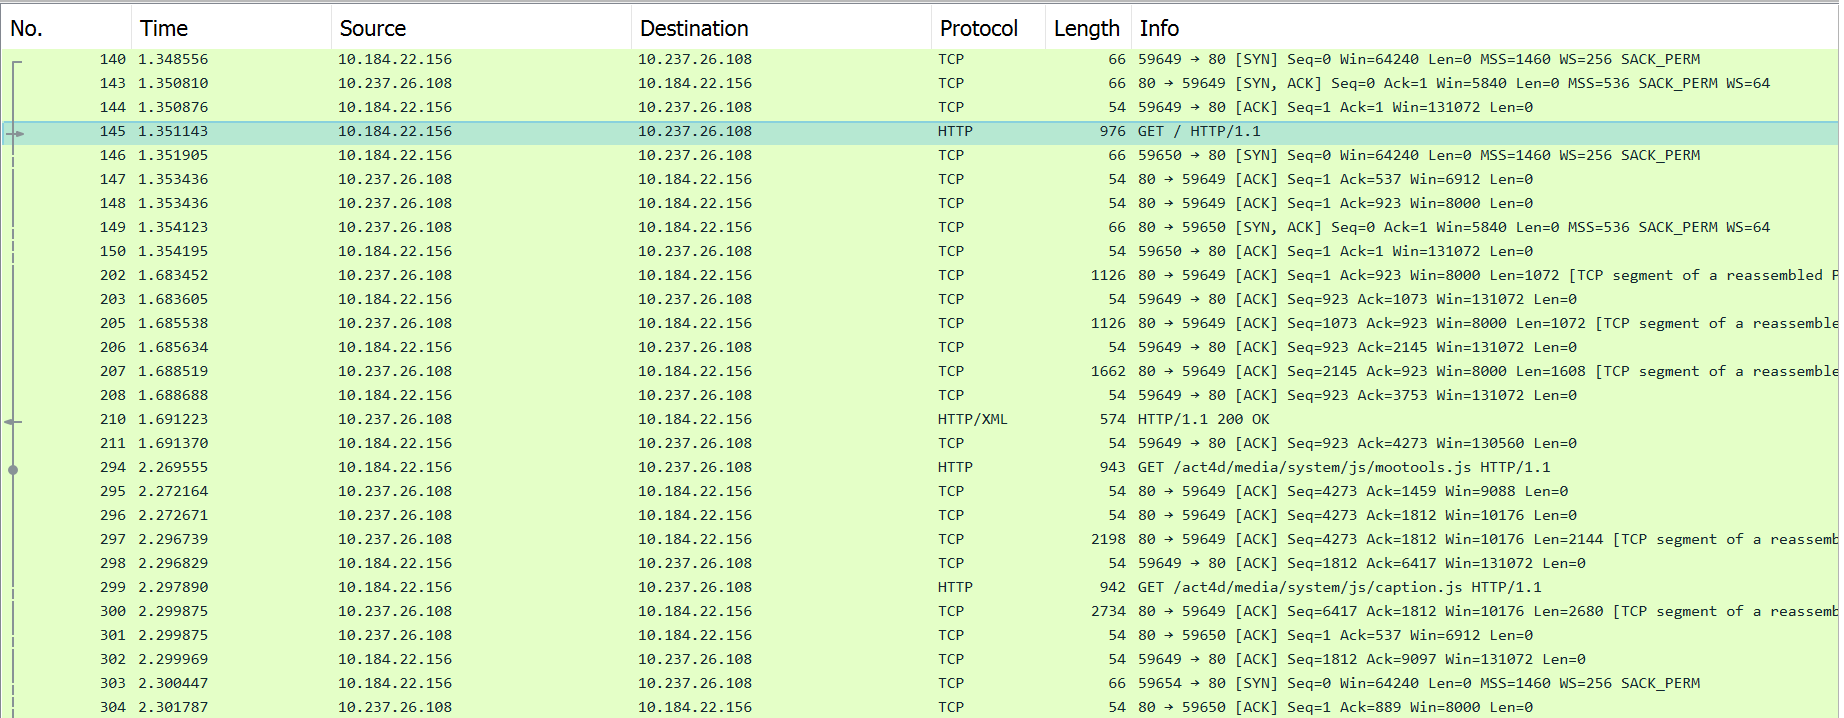 No. Time Source Destination Protocol Length Info
140 1.348556 10.184.22.156 10.237.26.108 TCP 66 59649 → 80 [SYN] Seq=0 Win=64240 Len=0 MSS=1460 WS=256 SACK_PERM
143 1.350810 10.237.26.108 10.184.22.156 TCP 66 80 → 59649 [SYN, ACK] Seq=0 Ack=1 Win=5840 Len=0 MSS=536 SACK_PERM WS=64
144 1.350876 10.184.22.156 10.237.26.108 TCP 54 59649 → 80 [ACK] Seq=1 Ack=1 Win=131072 Len=0
145 1.351143 10.184.22.156 10.237.26.108 HTTP 976 GET / HTTP/1.1
146 1.351905 10.184.22.156 10.237.26.108 TCP 66 59650 → 80 [SYN] Seq=0 Win=64240 Len=0 MSS=1460 WS=256 SACK_PERM
147 1.353436 10.237.26.108 10.184.22.156 TCP 54 80 → 59649 [ACK] Seq=1 Ack=537 Win=6912 Len=0
148 1.353436 10.237.26.108 10.184.22.156 TCP 54 80 → 59649 [ACK] Seq=1 Ack=923 Win=8000 Len=0
149 1.354123 10.237.26.108 10.184.22.156 TCP 66 80 → 59650 [SYN, ACK] Seq=0 Ack=1 Win=5840 Len=0 MSS=536 SACK_PERM WS=64
150 1.354195 10.184.22.156 10.237.26.108 TCP 54 59650 → 80 [ACK] Seq=1 Ack=1 Win=131072 Len=0
202 1.683452 10.237.26.108 10.184.22.156 TCP 1126 80 → 59649 [ACK] Seq=1 Ack=923 Win=8000 Len=1072 [TCP segment of a reassembled P
203 1.683605 10.184.22.156 10.237.26.108 TCP 54 59649 → 80 [ACK] Seq=923 Ack=1073 Win=131072 Len=0
205 1.685538 10.237.26.108 10.184.22.156 TCP 1126 80 → 59649 [ACK] Seq=1073 Ack=923 Win=8000 Len=1072 [TCP segment of a reassemble
206 1.685634 10.184.22.156 10.237.26.108 TCP 54 59649 → 80 [ACK] Seq=923 Ack=2145 Win=131072 Len=0
207 1.688519 10.237.26.108 10.184.22.156 TCP 1662 80 → 59649 [ACK] Seq=2145 Ack=923 Win=8000 Len=1608 [TCP segment of a reassemble
208 1.688688 10.184.22.156 10.237.26.108 TCP 54 59649 → 80 [ACK] Seq=923 Ack=3753 Win=131072 Len=0
210 1.691223 10.237.26.108 10.184.22.156 HTTP/XML 574 HTTP/1.1 200 OK
211 1.691370 10.184.22.156 10.237.26.108 TCP 54 59649 → 80 [ACK] Seq=923 Ack=4273 Win=130560 Len=0
294 2.269555 10.184.22.156 10.237.26.108 HTTP 943 GET /act4d/media/system/js/mootools.js HTTP/1.1
295 2.272164 10.237.26.108 10.184.22.156 TCP 54 80 → 59649 [ACK] Seq=4273 Ack=1459 Win=9088 Len=0
296 2.272671 10.237.26.108 10.184.22.156 TCP 54 80 → 59649 [ACK] Seq=4273 Ack=1812 Win=10176 Len=0
297 2.296739 10.237.26.108 10.184.22.156 TCP 2198 80 → 59649 [ACK] Seq=4273 Ack=1812 Win=10176 Len=2144 [TCP segment of a reassemb
298 2.296829 10.184.22.156 10.237.26.108 TCP 54 59649 → 80 [ACK] Seq=1812 Ack=6417 Win=131072 Len=0
299 2.297890 10.184.22.156 10.237.26.108 HTTP 942 GET /act4d/media/system/js/caption.js HTTP/1.1
300 2.299875 10.237.26.108 10.184.22.156 TCP 2734 80 → 59649 [ACK] Seq=6417 Ack=1812 Win=10176 Len=2680 [TCP segment of a reassemb
301 2.299875 10.237.26.108 10.184.22.156 TCP 54 80 → 59650 [ACK] Seq=1 Ack=537 Win=6912 Len=0
302 2.299969 10.184.22.156 10.237.26.108 TCP 54 59649 → 80 [ACK] Seq=1812 Ack=9097 Win=131072 Len=0
303 2.300447 10.184.22.156 10.237.26.108 TCP 66 59654 → 80 [SYN] Seq=0 Win=64240 Len=0 MSS=1460 WS=256 SACK_PERM
304 2.301787 10.237.26.108 10.184.22.156 TCP 54 80 → 59650 [ACK] Seq=1 Ack=889 Win=8000 Len=0